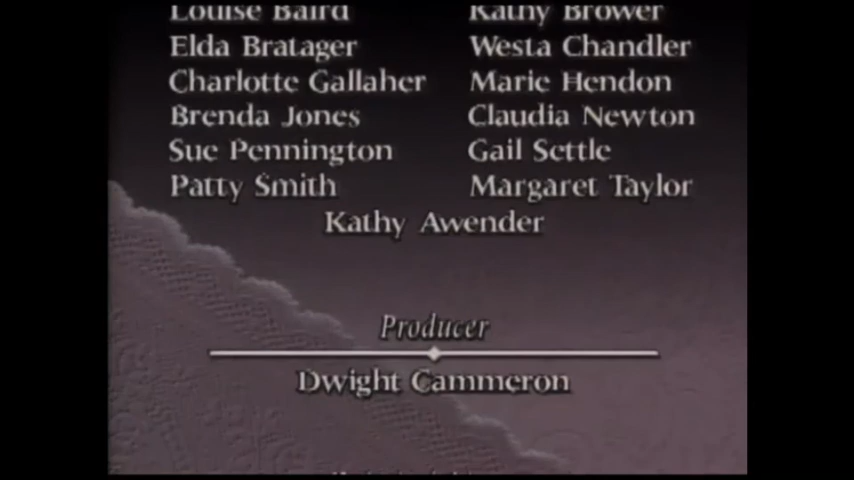 Louise Baird Kathy Brower
Elda Bratager Westa Chandler
Charlotte Gallaher Marie Hendon
Brenda Jones Claudia Newton
Sue Pennington Gail Settle
Patty Smith Margaret Taylor
Kathy Awender
Producer
Dwight Cammeron